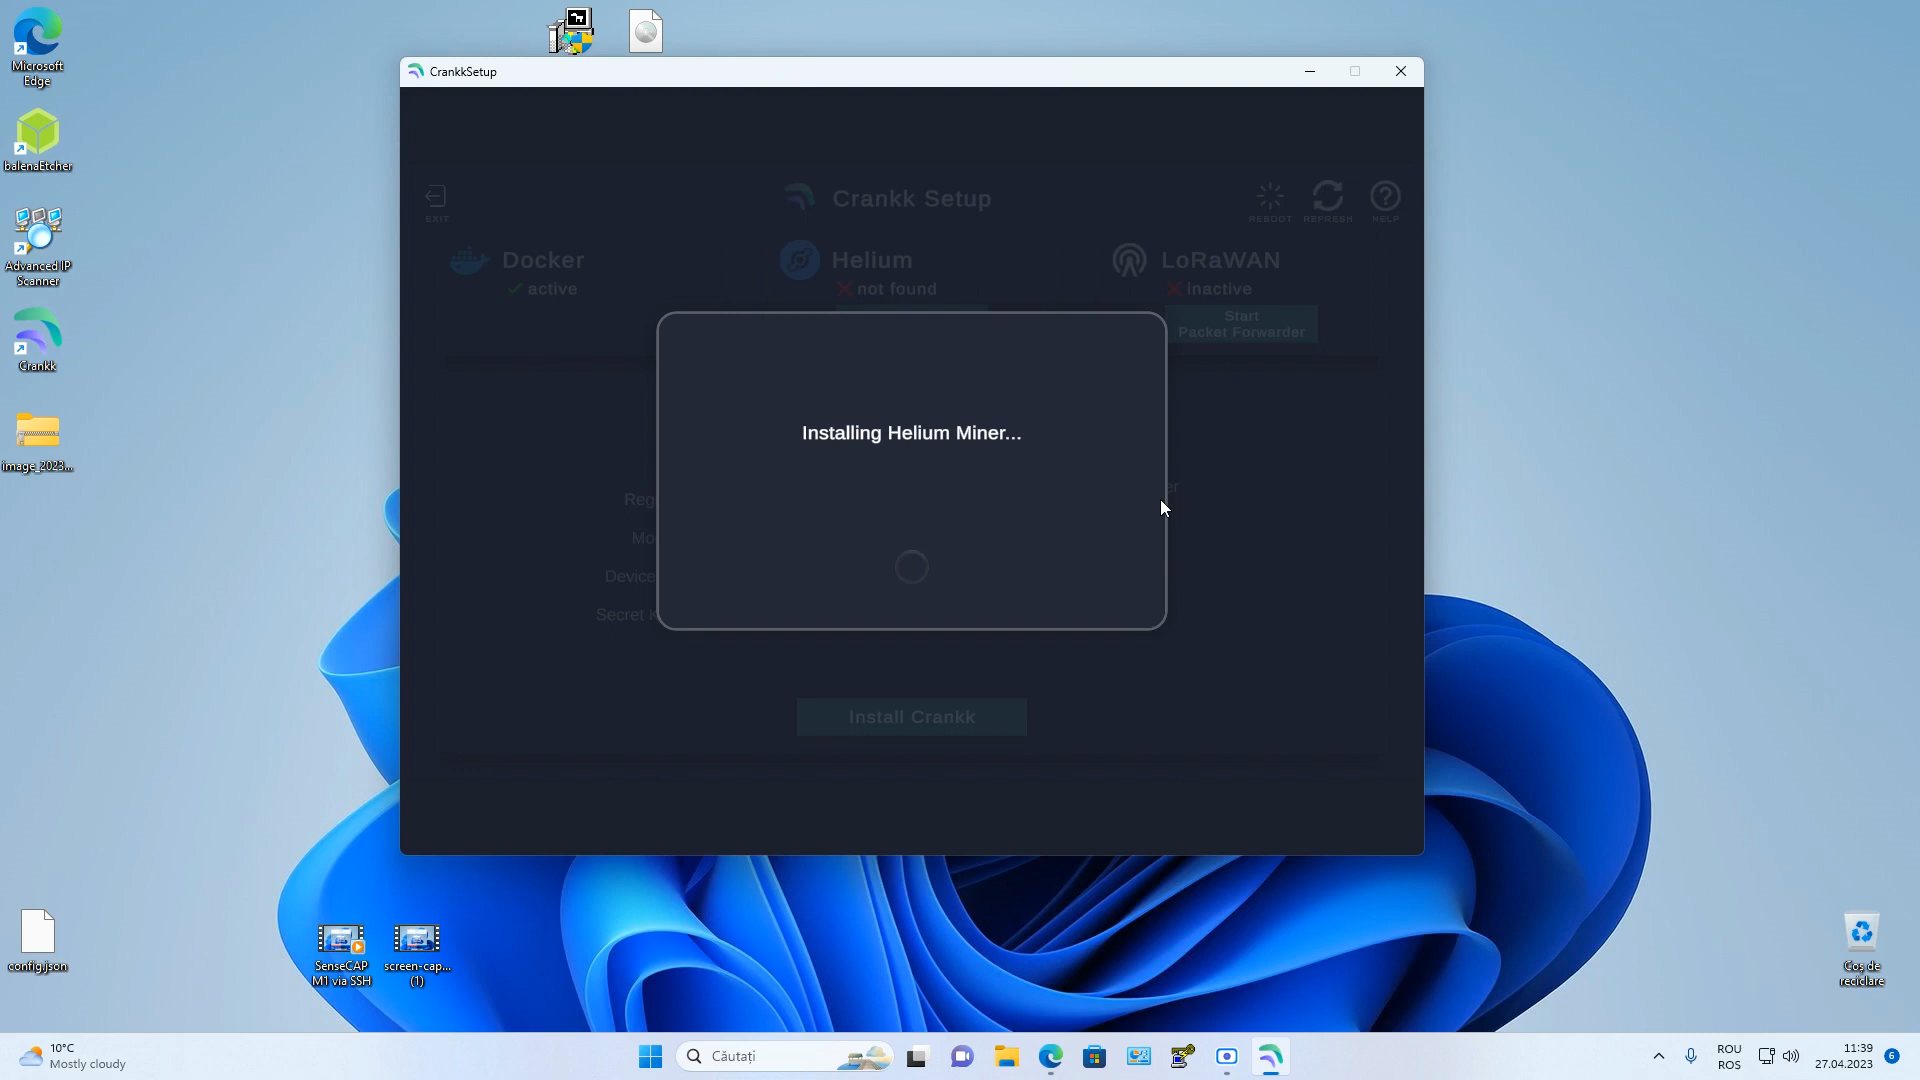 Microsoft
Edge
balenaEtcher
Advanced IP
Scanner
Crankk
image_2023...
config.json
SenseCAP
M1 via SSH
screen-cap...
(1)
Coș de
reciclare
CrankkSetup
EXIT
Crankk Setup
REBOOT
REFRESH
HELP
Docker
active
Helium
not found
LoRaWAN
inactive
Start
Packet Forwarder
Installing Helium Miner...
Device
Secret
Install Crankk
10°C
Mostly cloudy
Căutați
ROU
ROS
11:39
27.04.2023
6